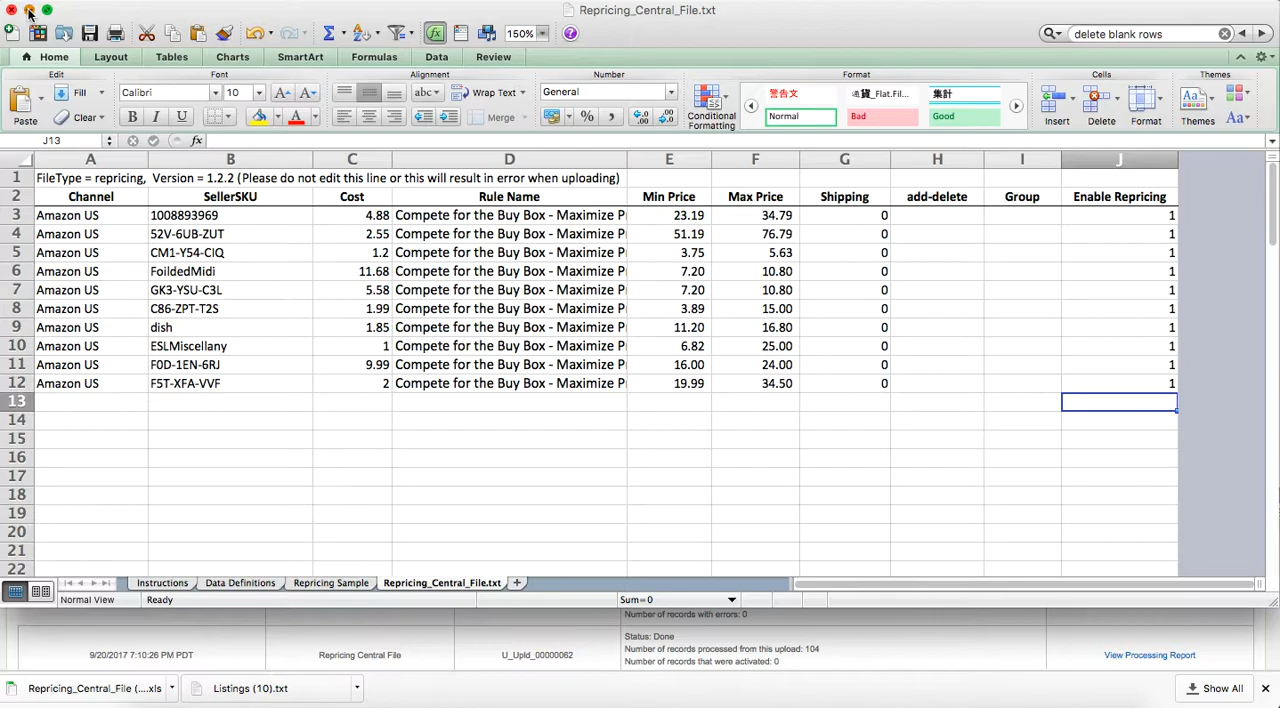 Repricing_Central_File.txt
150%
delete blank rows
Home Layout Tables Charts SmartArt Formulas Data Review
Edit Font Alignment Number Format Cells Themes
Fill Calibri 10 abc Wrap Text General
Paste Clear B I U A Merge % Conditional Formatting Normal Bad Good Insert Delete Format Themes Aa
警告文 集計
J13 fx
A B C D E F G H I J
1 FileType = repricing, Version = 1.2.2 (Please do not edit this line or this will result in error when uploading)
2 Channel SellerSKU Cost Rule Name Min Price Max Price Shipping add-delete Group Enable Repricing
3 Amazon US 1008893969 4.88 Compete for the Buy Box - Maximize P 23.19 34.79 0 1
4 Amazon US 52V-6UB-ZUT 2.55 Compete for the Buy Box - Maximize P 51.19 76.79 0 1
5 Amazon US CM1-Y54-CIQ 1.2 Compete for the Buy Box - Maximize P 3.75 5.63 0 1
6 Amazon US FoildedMidi 11.68 Compete for the Buy Box - Maximize P 7.20 10.80 0 1
7 Amazon US GK3-YSU-C3L 5.58 Compete for the Buy Box - Maximize P 7.20 10.80 0 1
8 Amazon US C86-ZPT-T2S 1.99 Compete for the Buy Box - Maximize P 3.89 15.00 0 1
9 Amazon US dish 1.85 Compete for the Buy Box - Maximize P 11.20 16.80 0 1
10 Amazon US ESLMiscellany 1 Compete for the Buy Box - Maximize P 6.82 25.00 0 1
11 Amazon US F0D-1EN-6RJ 9.99 Compete for the Buy Box - Maximize P 16.00 24.00 0 1
12 Amazon US F5T-XFA-VVF 2 Compete for the Buy Box - Maximize P 19.99 34.50 0 1
13
14
15
16
17
18
19
20
21
22
Instructions Data Definitions Repricing Sample Repricing_Central_File.txt
Normal View Ready Sum=0
Number of records with errors: 0
Status: Done
9/20/2017 7:10:26 PM PDT Repricing Central File U_Upld_00000062 Number of records processed from this upload: 104 View Processing Report
Number of records that were activated: 0
Repricing_Central_File (....xls Listings (10).txt Show All